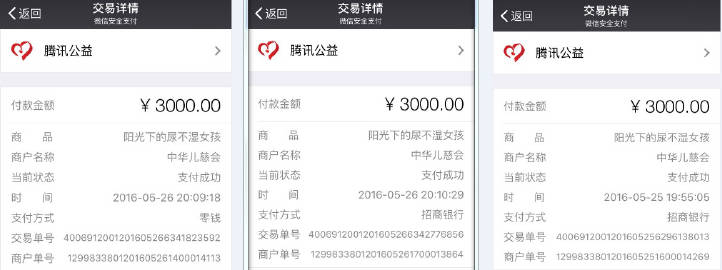 返回
交易详情
微信安全支付
腾讯公益
付款金额 ￥3000.00
商 品 阳光下的尿不湿女孩
商户名称 中华儿慈会
当前状态 支付成功
时 间 2016-05-26 20:09:18
支付方式 零钱
交易单号 4006912001201605266341823592
商户单号 1299833801201605261400014113
返回
交易详情
微信安全支付
腾讯公益
付款金额 ￥3000.00
商 品 阳光下的尿不湿女孩
商户名称 中华儿慈会
当前状态 支付成功
时 间 2016-05-26 20:10:29
支付方式 招商银行
交易单号 4006912001201605266342776856
商户单号 1299833801201605261700013864
返回
交易详情
微信安全支付
腾讯公益
付款金额 ￥3000.00
商 品 阳光下的尿不湿女孩
商户名称 中华儿慈会
当前状态 支付成功
时 间 2016-05-25 19:55:05
支付方式 招商银行
交易单号 4006912001201605256296138013
商户单号 1299833801201605251600014269